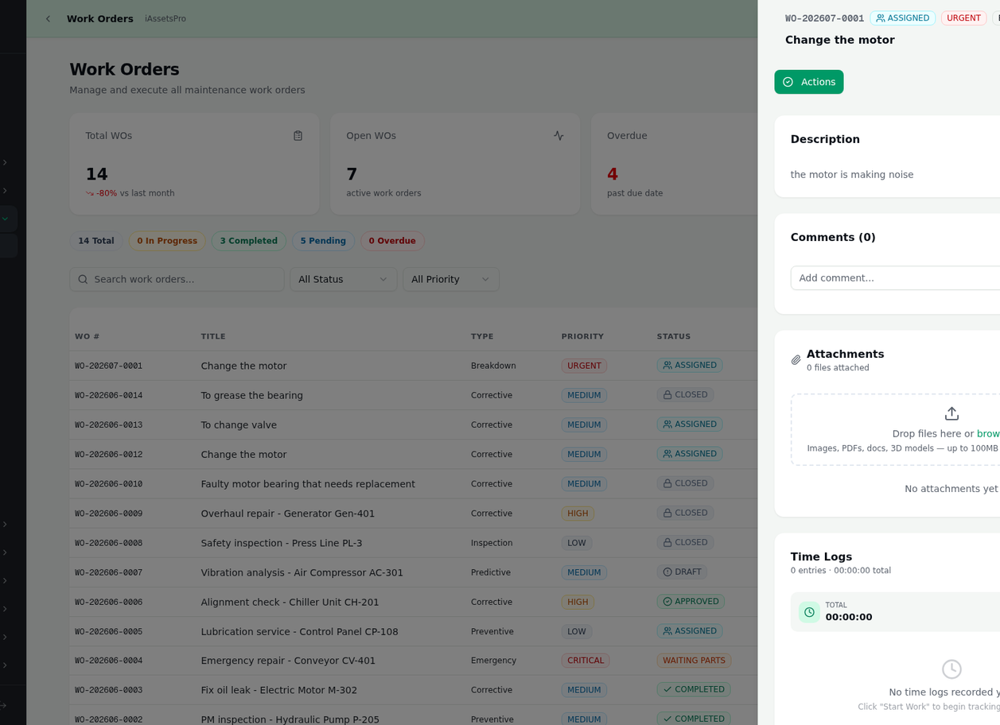 Work Orders iAssetsPro
Work Orders
Manage and execute all maintenance work orders
Total WOs
14
-80% vs last month
Open WOs
7
active work orders
Overdue
4
past due date
14 Total 0 In Progress 3 Completed 5 Pending 0 Overdue
Search work orders... All Status All Priority
WO # TITLE TYPE PRIORITY STATUS
WO-202607-0001 Change the motor Breakdown URGENT ASSIGNED
WO-202606-0014 To grease the bearing Corrective MEDIUM CLOSED
WO-202606-0013 To change valve Corrective MEDIUM ASSIGNED
WO-202606-0012 Change the motor Corrective MEDIUM ASSIGNED
WO-202606-0010 Faulty motor bearing that needs replacement Corrective MEDIUM CLOSED
WO-202606-0009 Overhaul repair - Generator Gen-401 Corrective HIGH CLOSED
WO-202606-0008 Safety inspection - Press Line PL-3 Inspection LOW CLOSED
WO-202606-0007 Vibration analysis - Air Compressor AC-301 Predictive MEDIUM DRAFT
WO-202606-0006 Alignment check - Chiller Unit CH-201 Corrective HIGH APPROVED
WO-202606-0005 Lubrication service - Control Panel CP-108 Preventive LOW ASSIGNED
WO-202606-0004 Emergency repair - Conveyor CV-401 Emergency CRITICAL WAITING PARTS
WO-202606-0003 Fix oil leak - Electric Motor M-302 Corrective MEDIUM COMPLETED
WO-202606-0002 PM inspection - Hydraulic Pump P-205 Preventive MEDIUM COMPLETED
WO-202607-0001 ASSIGNED URGENT
Change the motor
Actions
Description
the motor is making noise
Comments (0)
Add comment...
Attachments
0 files attached
Drop files here or brow
Images, PDFs, docs, 3D models — up to 100MB
No attachments yet
Time Logs
0 entries · 00:00:00 total
TOTAL
00:00:00
No time logs recorded y
Click "Start Work" to begin tracking